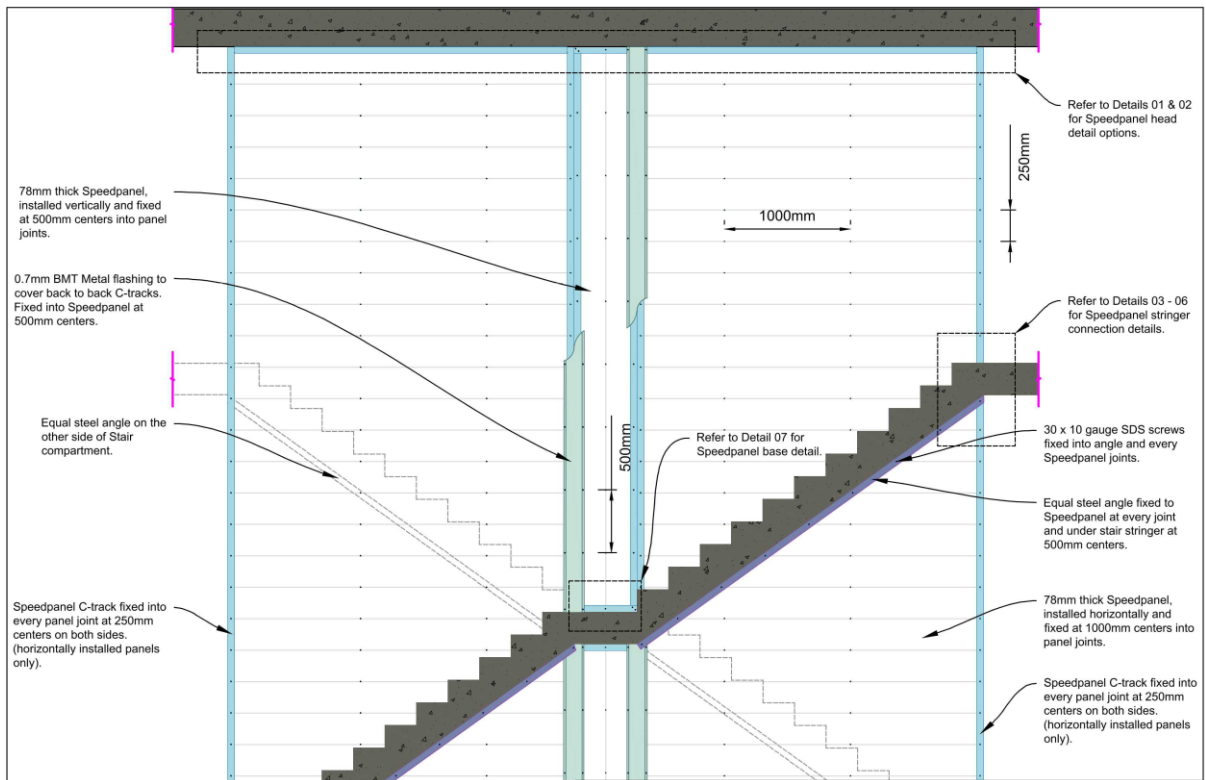 Refer to Details 01 & 02
for Speedpanel head
detail options.
250mm
78mm thick Speedpanel,
installed vertically and fixed
at 500mm centers into panel
joints.
1000mm
0.7mm BMT Metal flashing to
cover back to back C-tracks.
Fixed into Speedpanel at
500mm centers.
Refer to Details 03 - 06
for Speedpanel stringer
connection details.
Equal steel angle on the
other side of Stair
compartment.
500mm
Refer to Detail 07 for
Speedpanel base detail.
30 x 10 gauge SDS screws
fixed into angle and every
Speedpanel joints.
Equal steel angle fixed to
Speedpanel at every joint
and under stair stringer at
500mm centers.
Speedpanel C-track fixed into
every panel joint at 250mm
centers on both sides.
(horizontally installed panels
only).
78mm thick Speedpanel,
installed horizontally and
fixed at 1000mm centers into
panel joints.
Speedpanel C-track fixed into
every panel joint at 250mm
centers on both sides.
(horizontally installed panels
only).